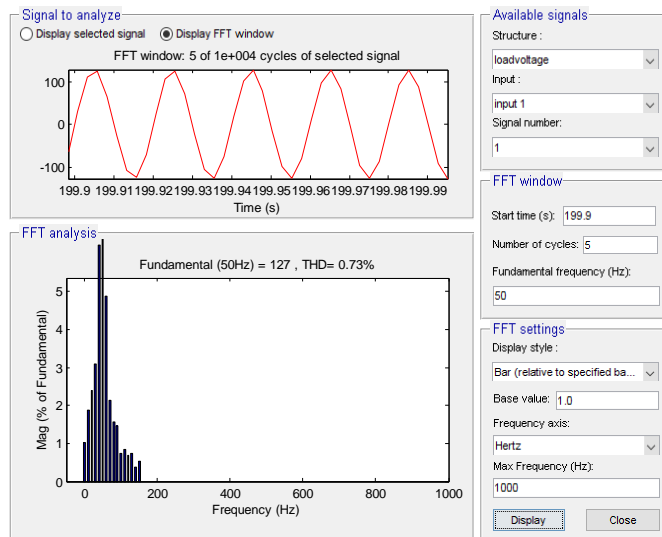 Signal to analyze
Display selected signal
Display FFT window
FFT window: 5 of 1e+004 cycles of selected signal
100
0
-100
199.9 199.91 199.92 199.93 199.94 199.95 199.96 199.97 199.98 199.99
Time (s)
FFT analysis
Fundamental (50Hz) = 127 , THD= 0.73%
Mag (% of Fundamental)
5
4
3
2
1
0
0 200 400 600 800 1000
Frequency (Hz)
Available signals
Structure :
loadvoltage
Input :
input 1
Signal number:
1
FFT window
Start time (s): 199.9
Number of cycles: 5
Fundamental frequency (Hz):
50
FFT settings
Display style :
Bar (relative to specified ba...
Base value: 1.0
Frequency axis:
Hertz
Max Frequency (Hz):
1000
Display
Close